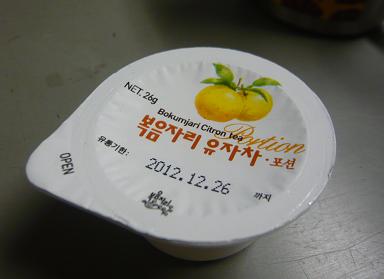 NET. 26g
Bokumjari Citron tea
Portion
복음자리 유자차·포션
유통기한:
2012.12.26 까지
OPEN